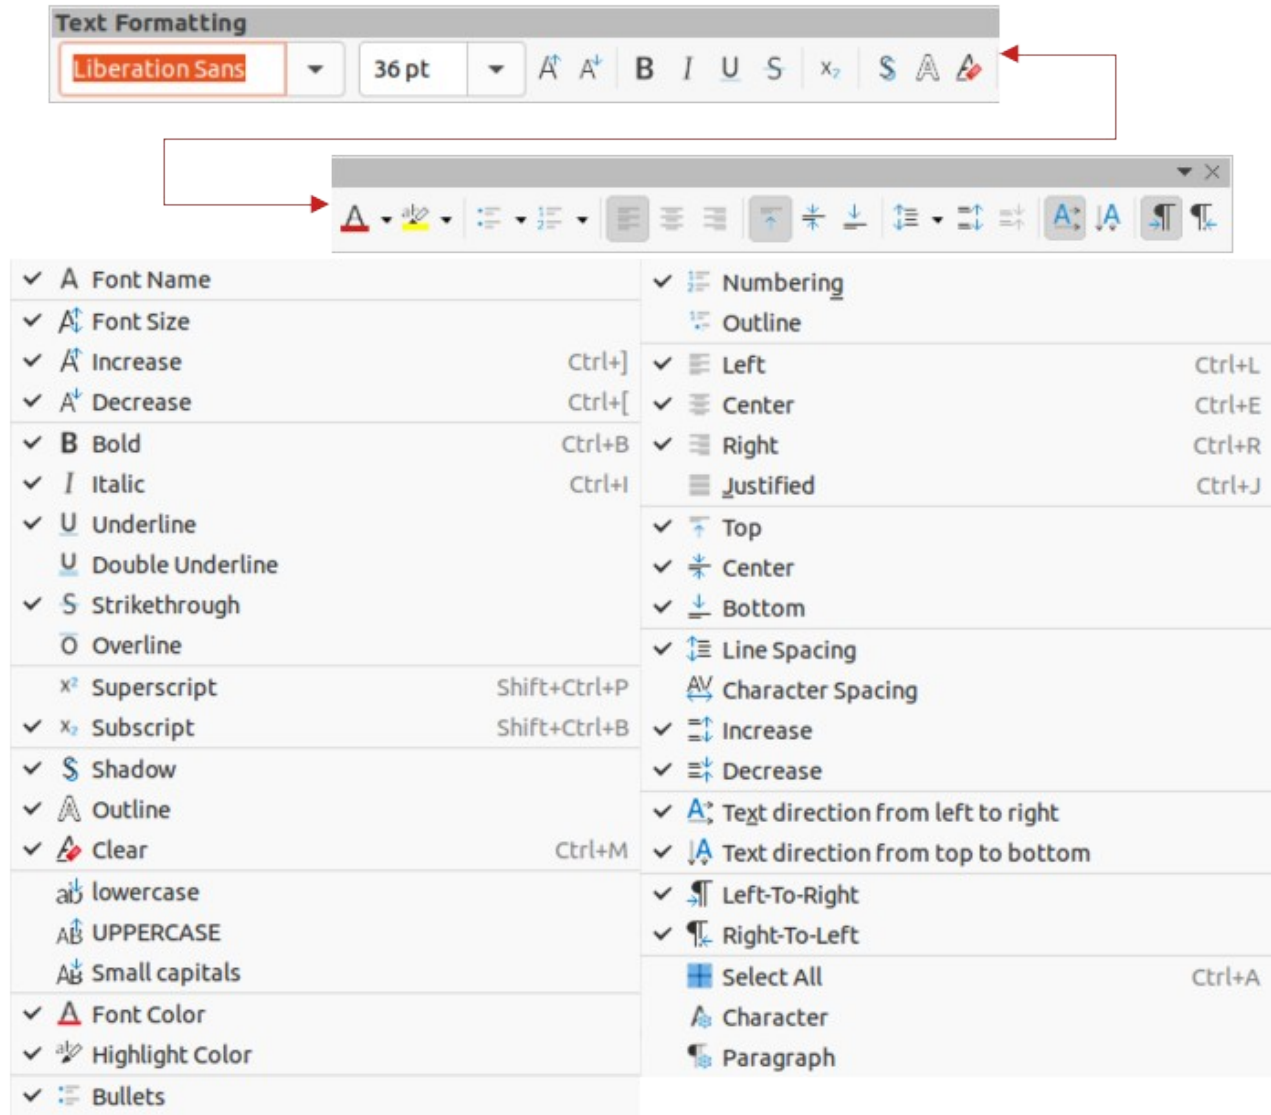 Text Formatting
Liberation Sans
36 pt
Font Name
Font Size
Increase Ctrl+]
Decrease Ctrl+[
Bold Ctrl+B
Italic Ctrl+I
Underline
Double Underline
Strikethrough
Overline
Superscript Shift+Ctrl+P
Subscript Shift+Ctrl+B
Shadow
Outline
Clear Ctrl+M
lowercase
UPPERCASE
Small capitals
Font Color
Highlight Color
Bullets
Numbering
Outline
Left Ctrl+L
Center Ctrl+E
Right Ctrl+R
Justified Ctrl+J
Top
Center
Bottom
Line Spacing
Character Spacing
Increase
Decrease
Text direction from left to right
Text direction from top to bottom
Left-To-Right
Right-To-Left
Select All Ctrl+A
Character
Paragraph